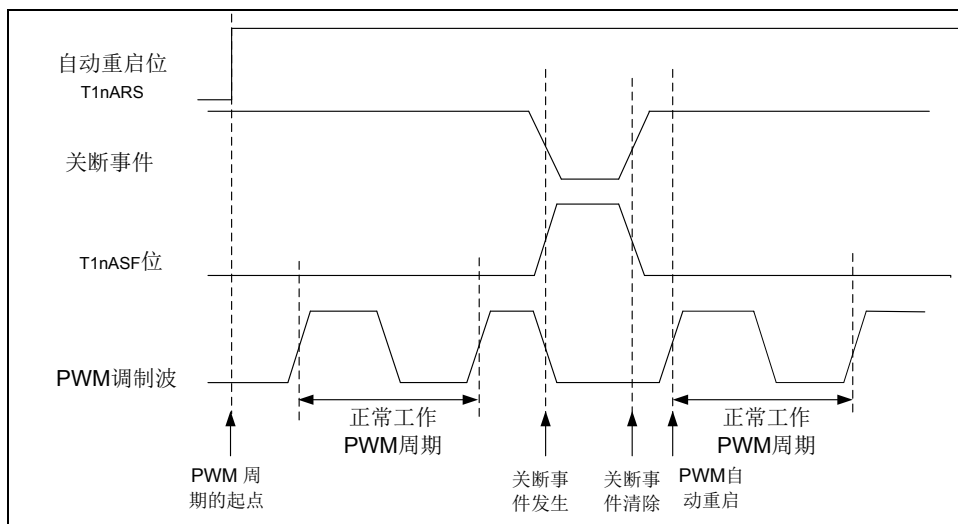 自动重启位
T1nARS
关断事件
T1nASF位
PWM调制波
正常工作
PWM周期
正常工作
PWM周期
PWM 周
期的起点
关断事
件发生
关断事
件清除
PWM自
动重启